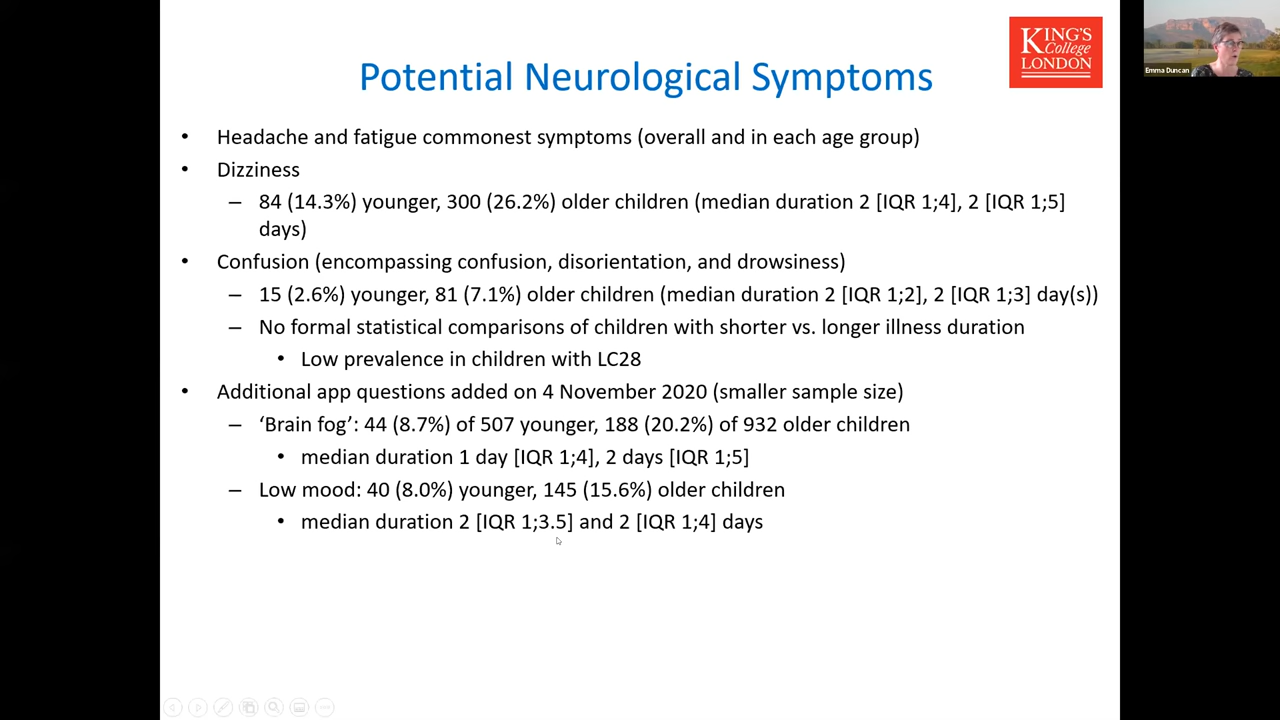 KING'S
College
LONDON
Emma Duncan
Potential Neurological Symptoms
• Headache and fatigue commonest symptoms (overall and in each age group)
• Dizziness
– 84 (14.3%) younger, 300 (26.2%) older children (median duration 2 [IQR 1;4], 2 [IQR 1;5]
days)
• Confusion (encompassing confusion, disorientation, and drowsiness)
– 15 (2.6%) younger, 81 (7.1%) older children (median duration 2 [IQR 1;2], 2 [IQR 1;3] day(s))
– No formal statistical comparisons of children with shorter vs. longer illness duration
• Low prevalence in children with LC28
• Additional app questions added on 4 November 2020 (smaller sample size)
– ‘Brain fog’: 44 (8.7%) of 507 younger, 188 (20.2%) of 932 older children
• median duration 1 day [IQR 1;4], 2 days [IQR 1;5]
– Low mood: 40 (8.0%) younger, 145 (15.6%) older children
• median duration 2 [IQR 1;3.5] and 2 [IQR 1;4] days